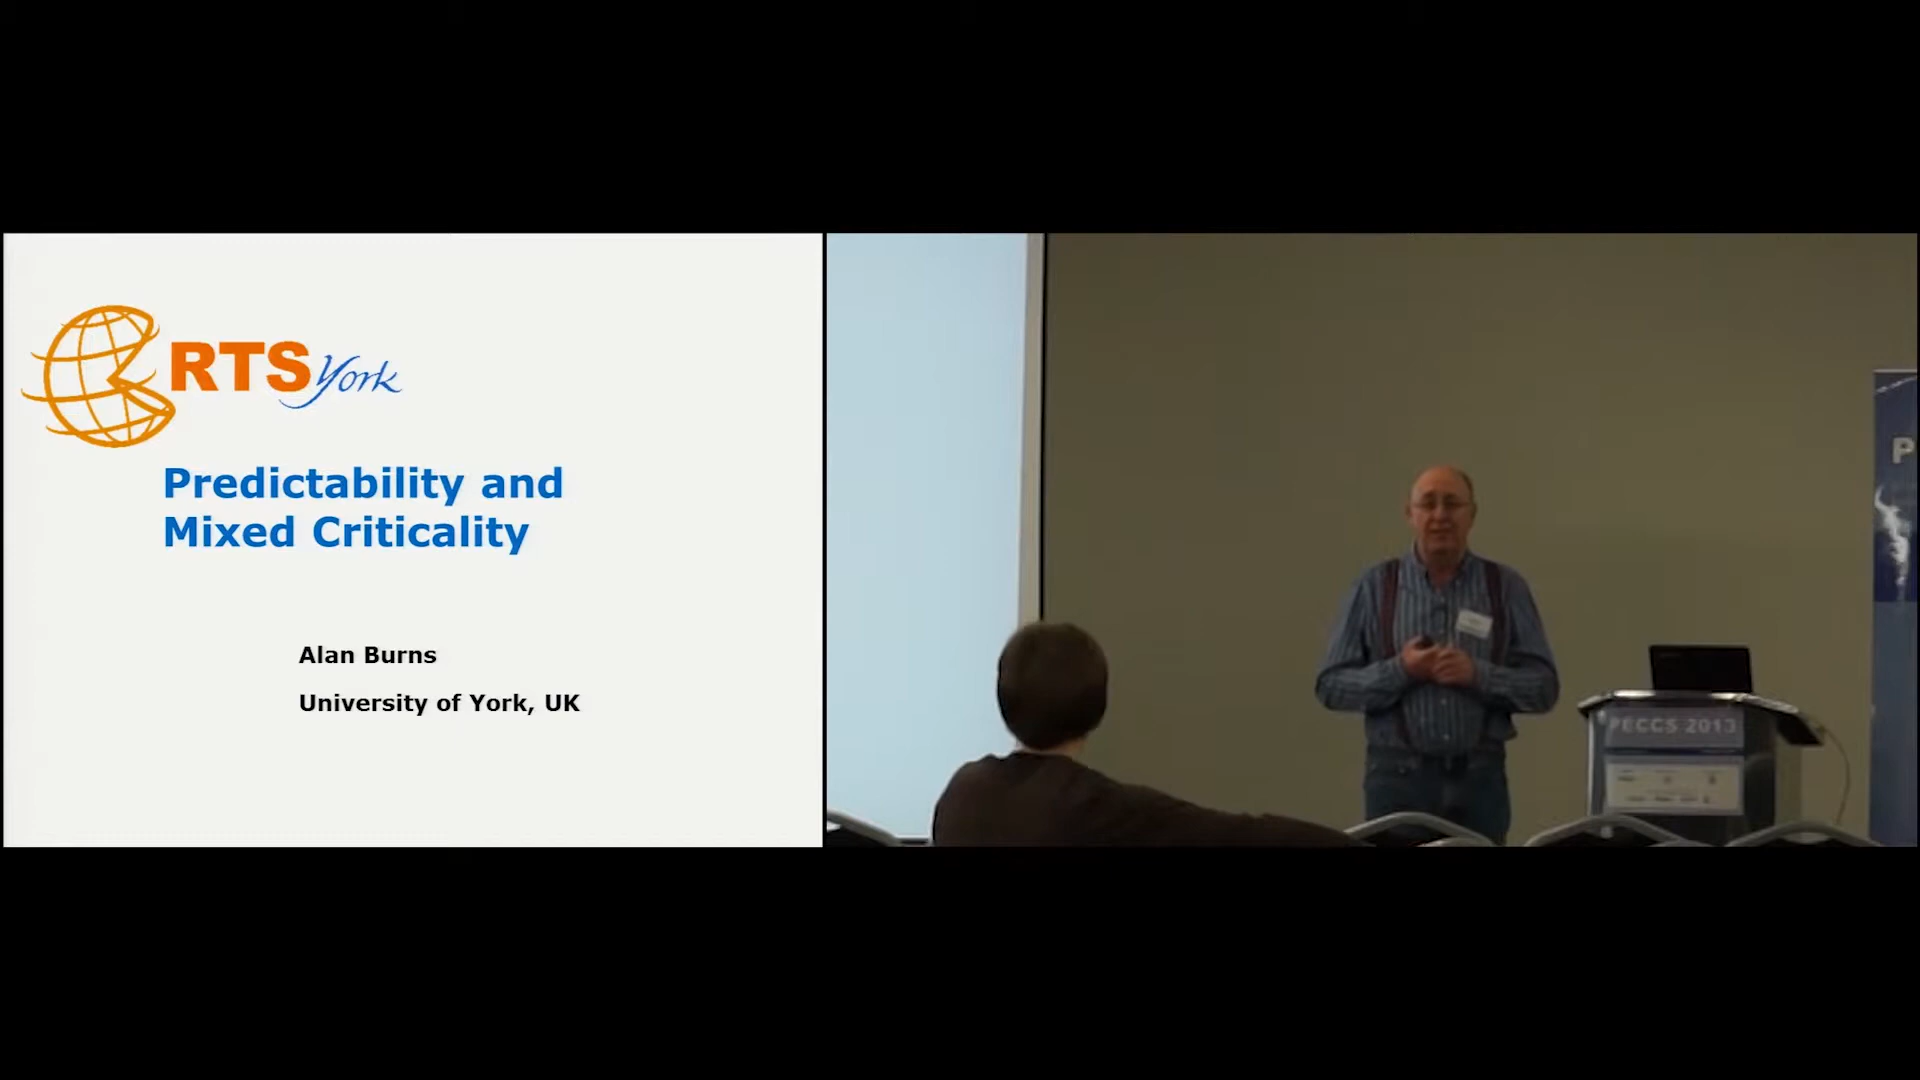 RTS York
Predictability and
Mixed Criticality
Alan Burns
University of York, UK
PECCS 2013
P